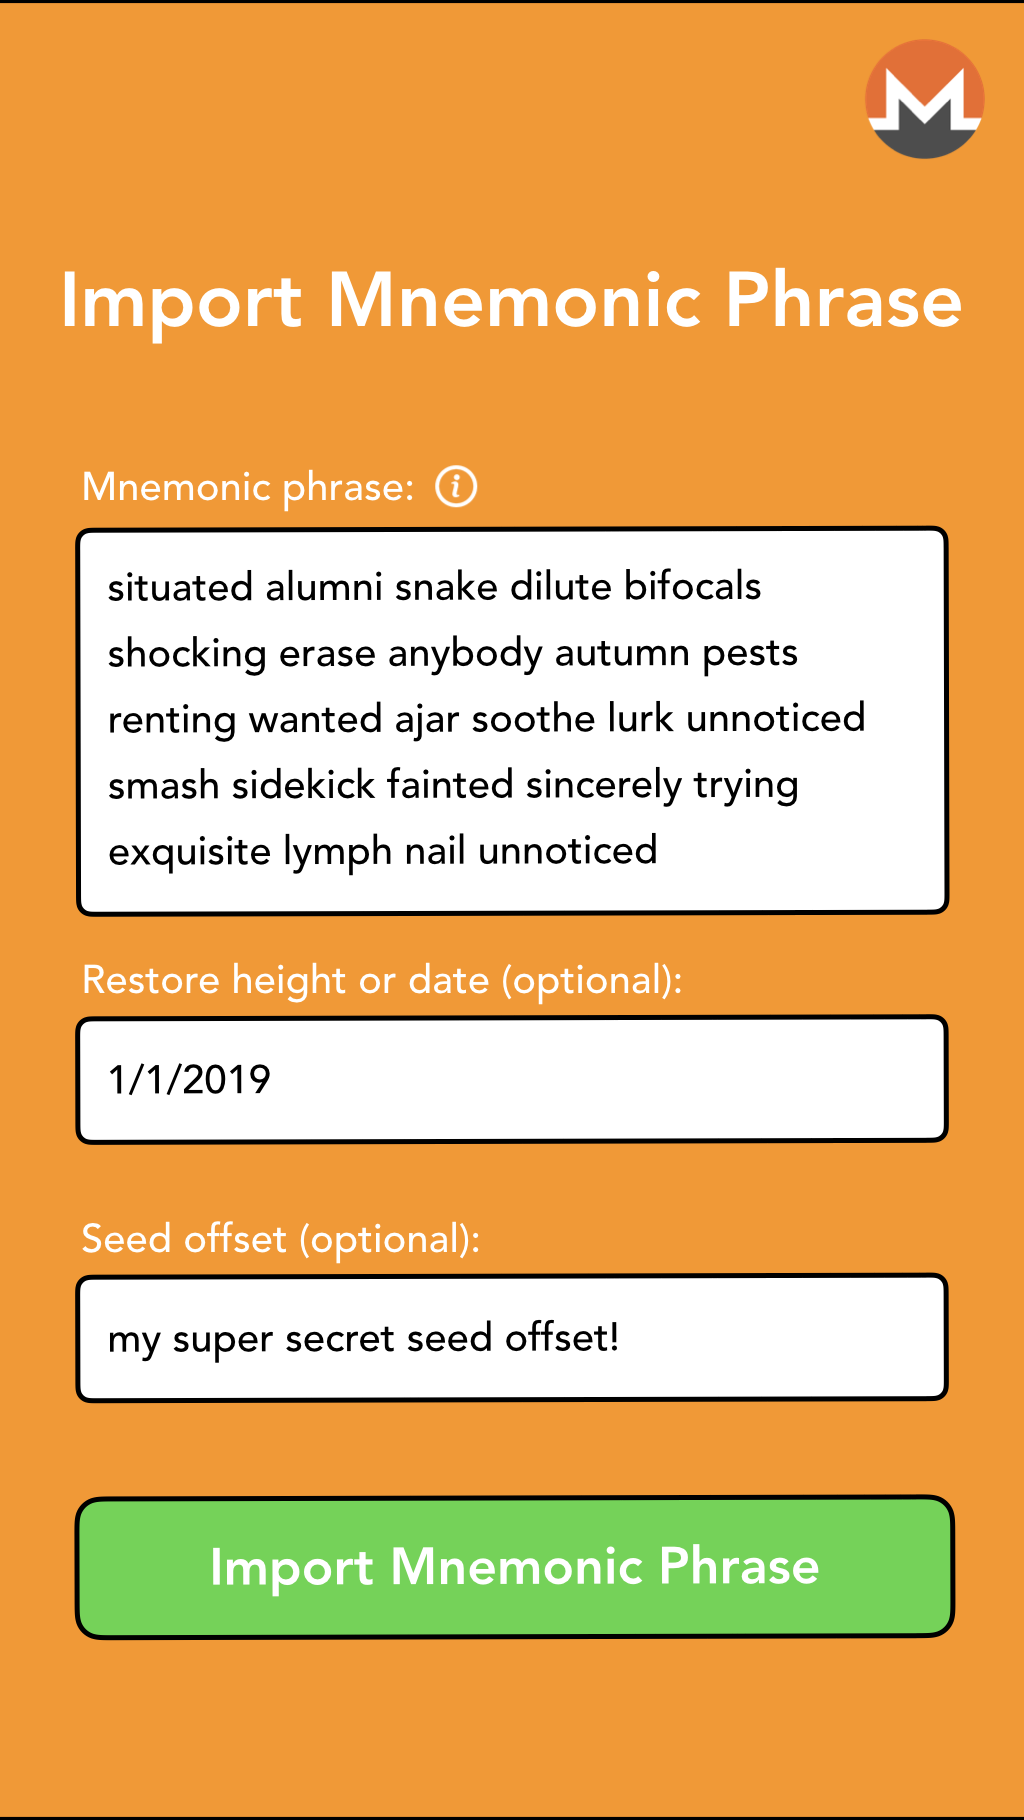 Import Mnemonic Phrase
Mnemonic phrase:
situated alumni snake dilute bifocals
shocking erase anybody autumn pests
renting wanted ajar soothe lurk unnoticed
smash sidekick fainted sincerely trying
exquisite lymph nail unnoticed
Restore height or date (optional):
1/1/2019
Seed offset (optional):
my super secret seed offset!
Import Mnemonic Phrase